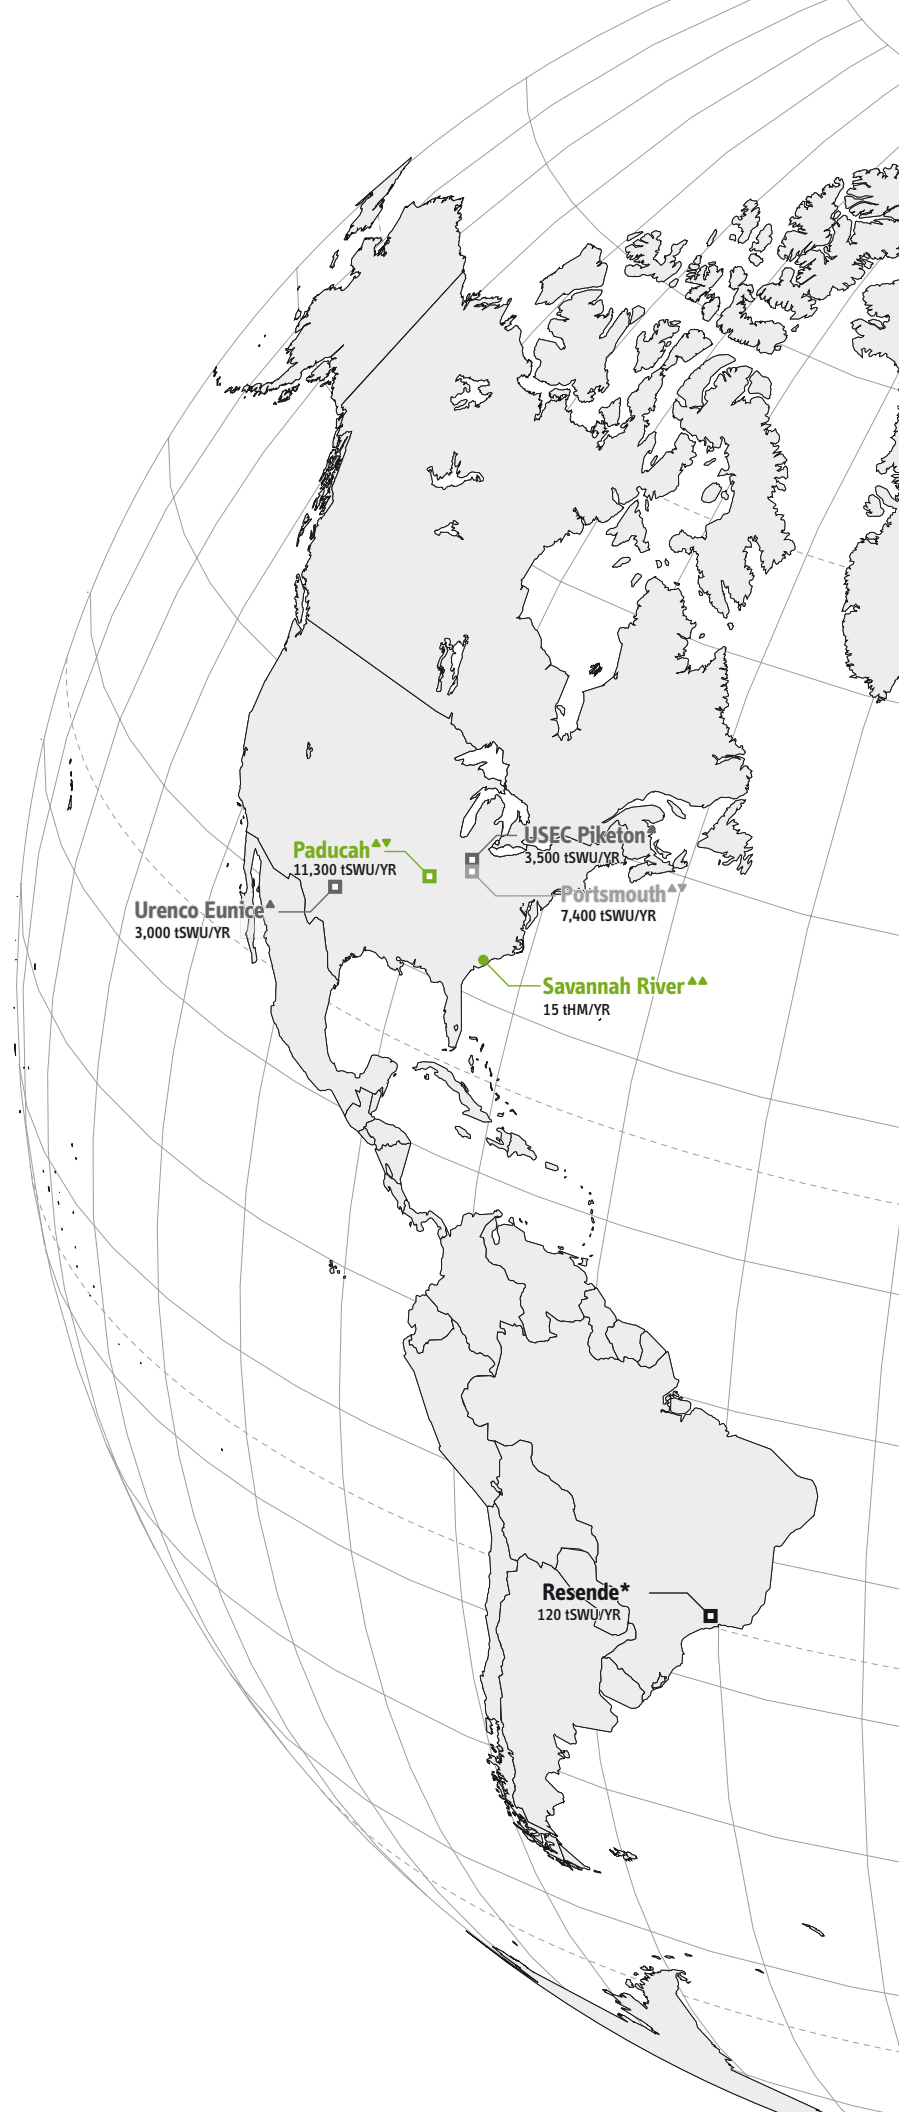 USEC Piketon▲
3,500 tSWU/YR
Paducah▲▼
11,300 tSWU/YR
Portsmouth▲▼
7,400 tSWU/YR
Urenco Eunice▲
3,000 tSWU/YR
Savannah River▲▲
15 tHM/YR
Resende*
120 tSWU/YR